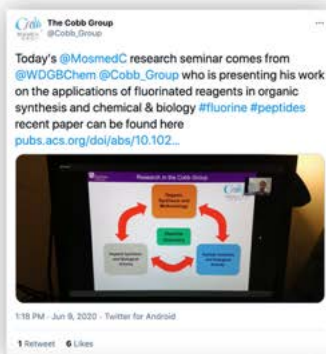 The Cobb Group
@Cobb_Group
Today's @MosmedC research seminar comes from
@WDGBChem @Cobb_Group who is presenting his work
on the applications of fluorinated reagents in organic
synthesis and chemical & biology #fluorine #peptides
recent paper can be found here
pubs.acs.org/doi/abs/10.102...
Research in the Cobb Group
Organic
Synthesis and
Methodology
1:18 PM · Jun 9, 2020 · Twitter for Android
1 Retweet 6 Likes